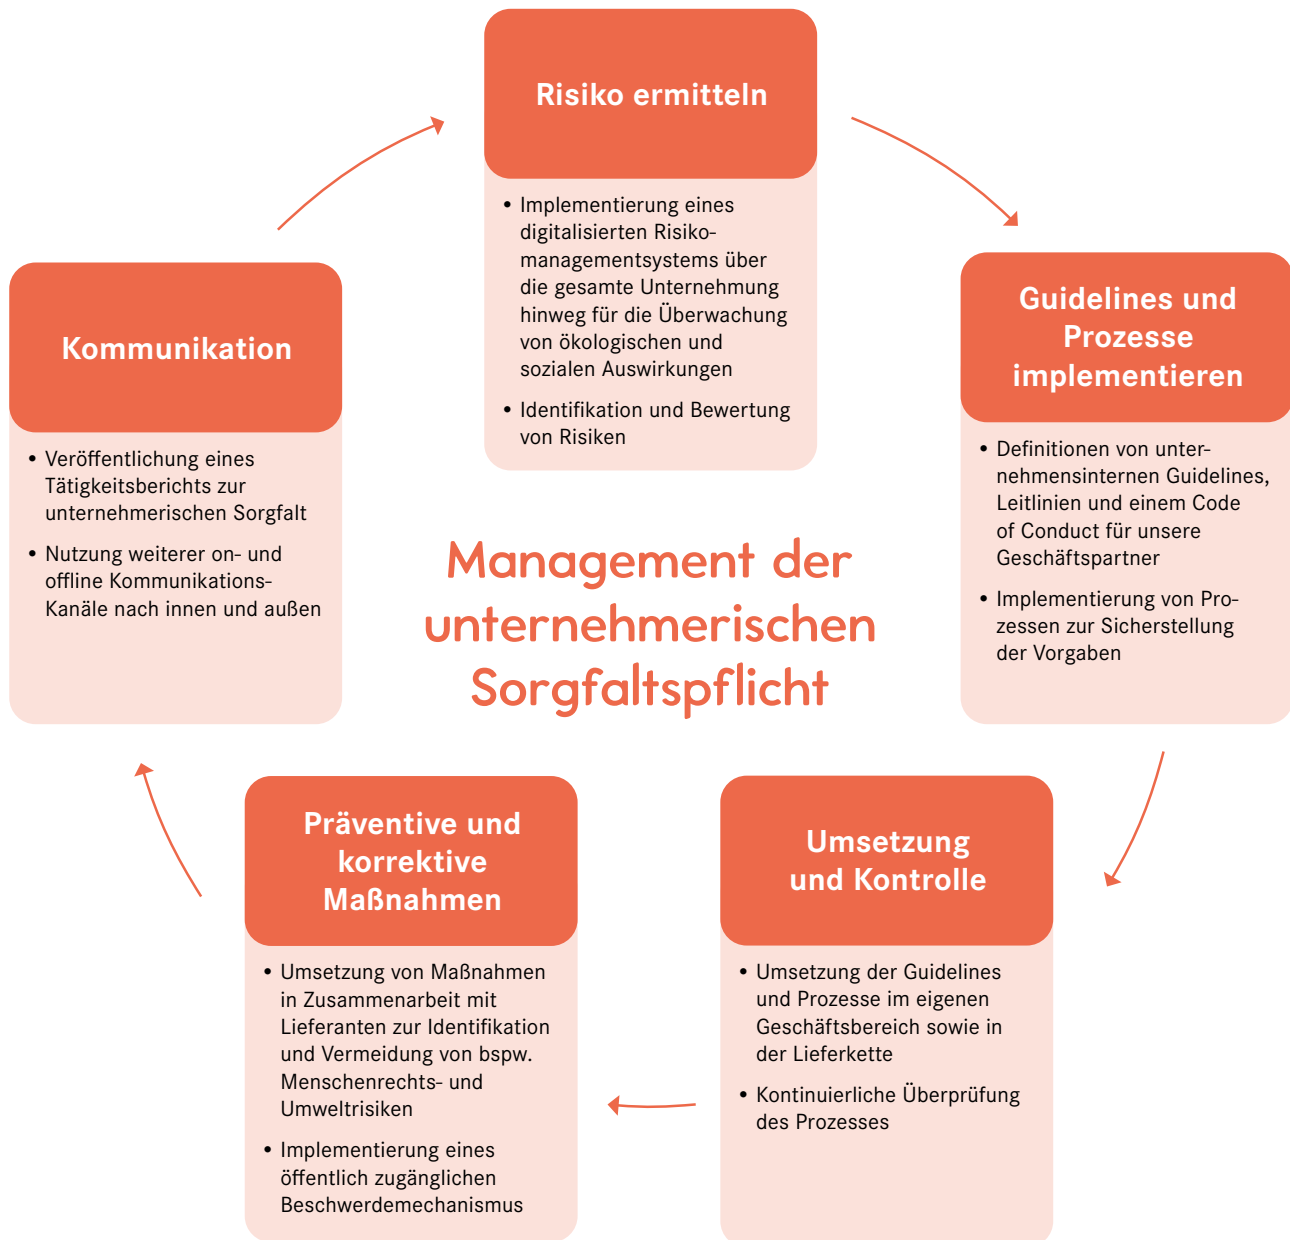 Risiko ermitteln
• Implementierung eines
digitalisierten Risiko-
managementsystems über
die gesamte Unternehmung
hinweg für die Überwachung
von ökologischen und
sozialen Auswirkungen
• Identifikation und Bewertung
von Risiken
Guidelines und
Prozesse
implementieren
• Definitionen von unter-
nehmensinternen Guidelines,
Leitlinien und einem Code
of Conduct für unsere
Geschäftspartner
• Implementierung von Pro-
zessen zur Sicherstellung
der Vorgaben
Umsetzung
und Kontrolle
• Umsetzung der Guidelines
und Prozesse im eigenen
Geschäftsbereich sowie in
der Lieferkette
• Kontinuierliche Überprüfung
des Prozesses
Präventive und
korrektive
Maßnahmen
• Umsetzung von Maßnahmen
in Zusammenarbeit mit
Lieferanten zur Identifikation
und Vermeidung von bspw.
Menschenrechts- und
Umweltrisiken
• Implementierung eines
öffentlich zugänglichen
Beschwerdemechanismus
Kommunikation
• Veröffentlichung eines
Tätigkeitsberichts zur
unternehmerischen Sorgfalt
• Nutzung weiterer on- und
offline Kommunikations-
Kanäle nach innen und außen
Management der
unternehmerischen
Sorgfaltspflicht